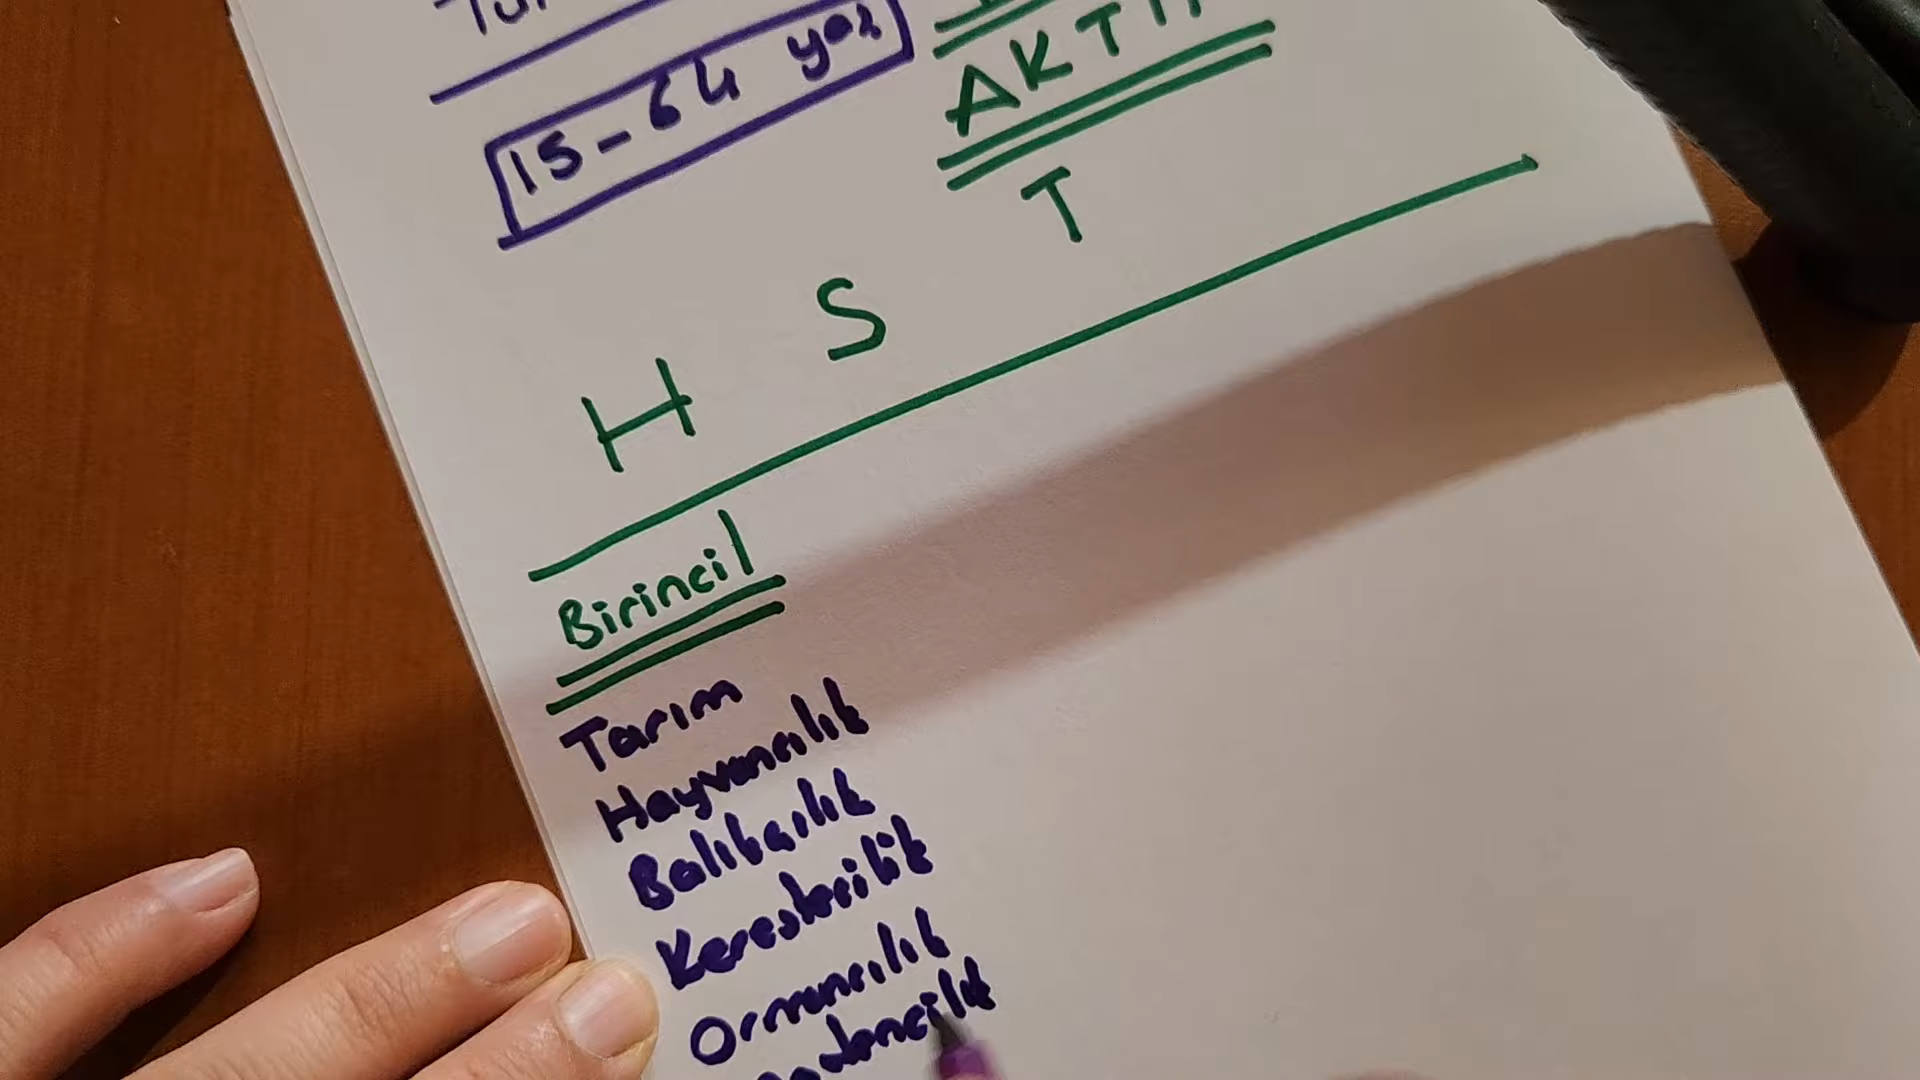 15-64 yaş
AKTİF
H S T
Birincil
Tarım
Hayvancılık
Balıkçılık
Kerestecilik
Ormancılık